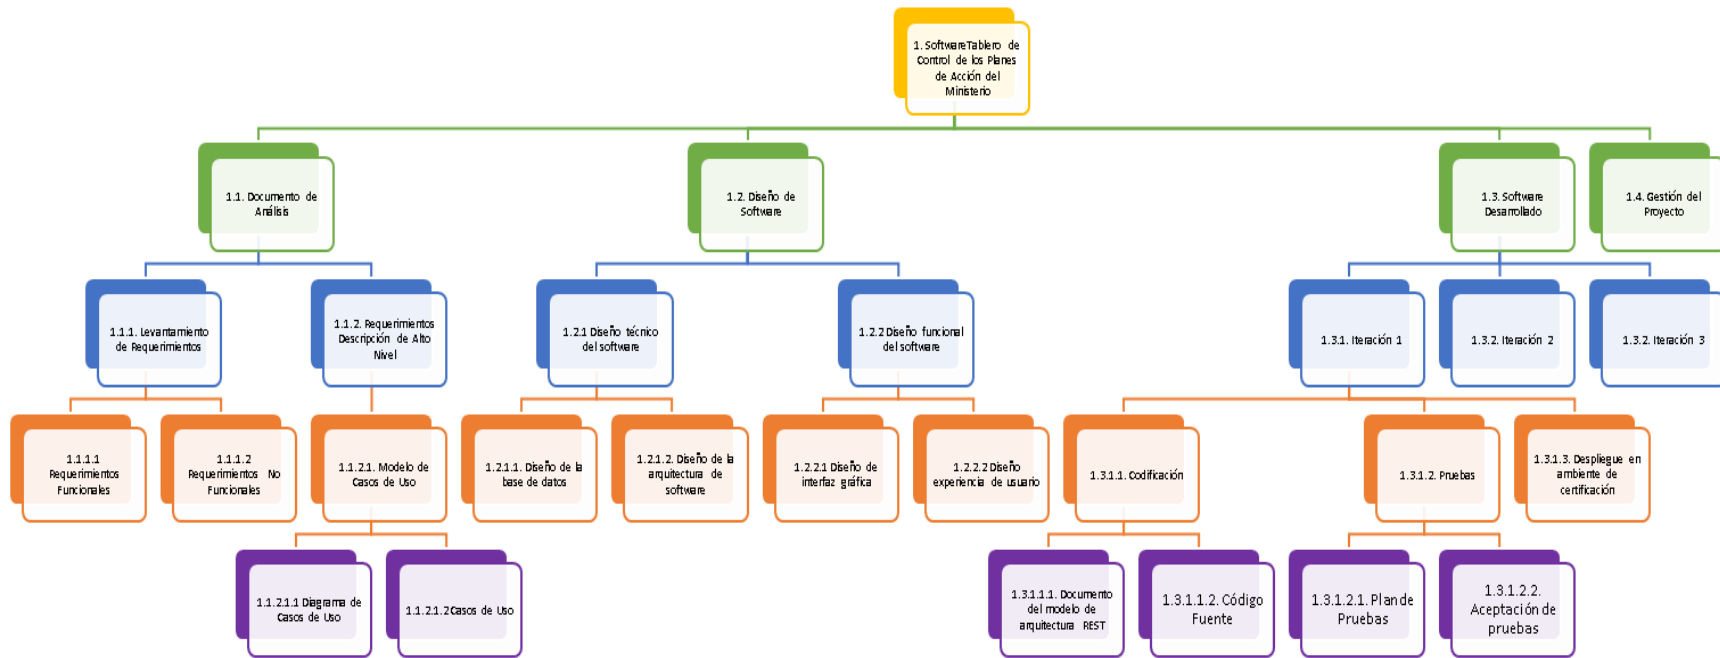 1. SoftwareTablero de
Control de los Planes
de Acción del
Ministerio
1.1. Documento de
Análisis
1.2. Diseño de
Software
1.3. Software
Desarrollado
1.4. Gestión del
Proyecto
1.1.1. Levantamiento
de Requerimientos
1.1.2. Requerimientos
Descripción de Alto
Nivel
1.2.1 Diseño técnico
del software
1.2.2 Diseño funcional
del software
1.3.1. Iteración 1
1.3.2. Iteración 2
1.3.2. Iteración 3
1.1.1.1
Requerimientos
Funcionales
1.1.1.2
Requerimientos No
Funcionales
1.1.2.1. Modelo de
Casos de Uso
1.2.1.1. Diseño de la
base de datos
1.2.1.2. Diseño de la
arquitectura de
software
1.2.2.1 Diseño de
interfaz gráfica
1.2.2.2 Diseño
experiencia de usuario
1.3.1.1. Codificación
1.3.1.2. Pruebas
1.3.1.3. Despliegue en
ambiente de
certificación
1.1.2.1.1 Diagrama de
Casos de Uso
1.1.2.1.2 Casos de Uso
1.3.1.1.1. Documento
del modelo de
arquitectura REST
1.3.1.1.2. Código
Fuente
1.3.1.2.1. Plan de
Pruebas
1.3.1.2.2.
Aceptación de
pruebas